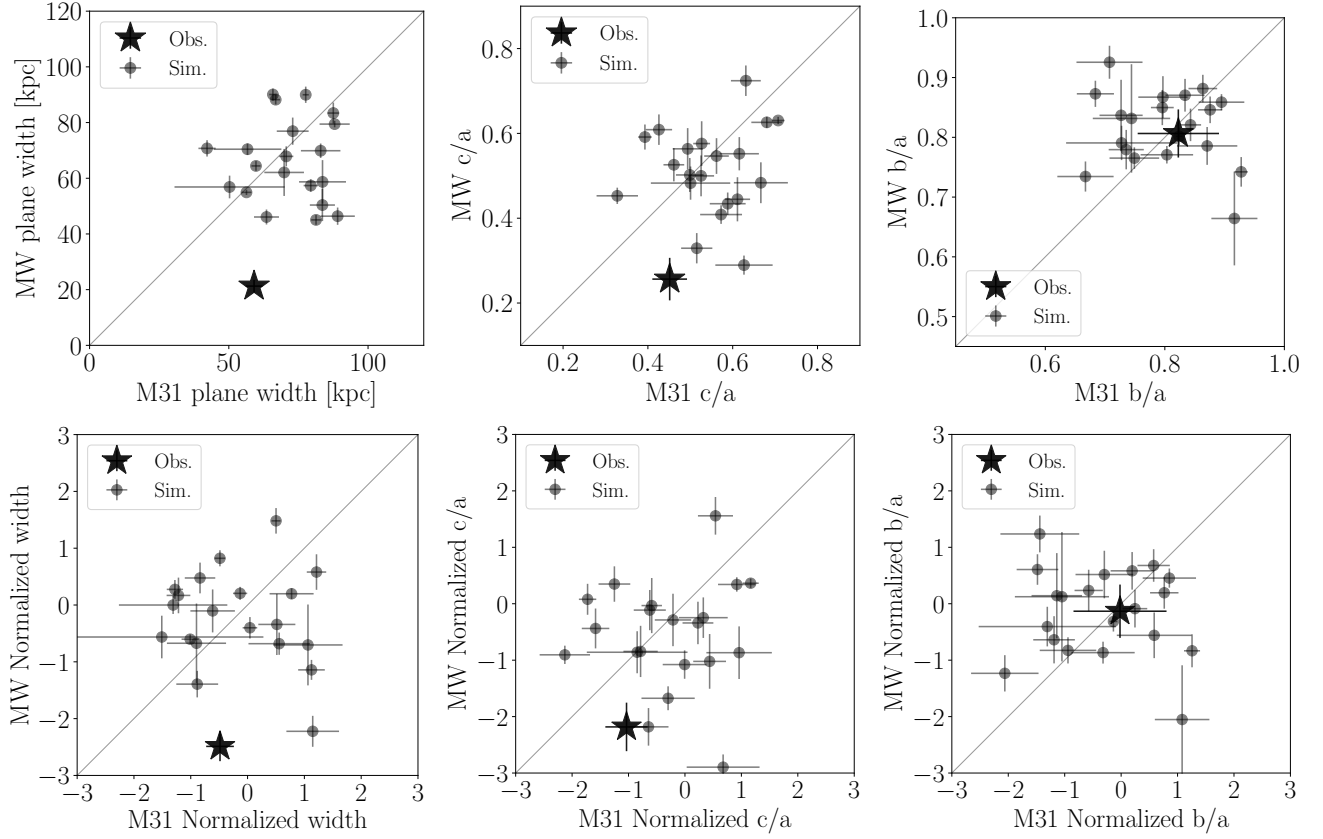 120
100
80
60
40
20
0
MW plane width [kpc]
Obs.
Sim.
0
50
100
M31 plane width [kpc]
0.8
0.6
0.4
0.2
MW c/a
Obs.
Sim.
0.2
0.4
0.6
0.8
M31 c/a
1.0
0.9
0.8
0.7
0.6
0.5
MW b/a
Obs.
Sim.
0.6
0.8
1.0
M31 b/a
3
2
1
0
−1
−2
−3
MW Normalized width
Obs.
Sim.
−3
−2
−1
0
1
2
3
M31 Normalized width
3
2
1
0
−1
−2
−3
MW Normalized c/a
Obs.
Sim.
−3
−2
−1
0
1
2
3
M31 Normalized c/a
3
2
1
0
−1
−2
−3
MW Normalized b/a
Obs.
Sim.
−3
−2
−1
0
1
2
3
M31 Normalized b/a